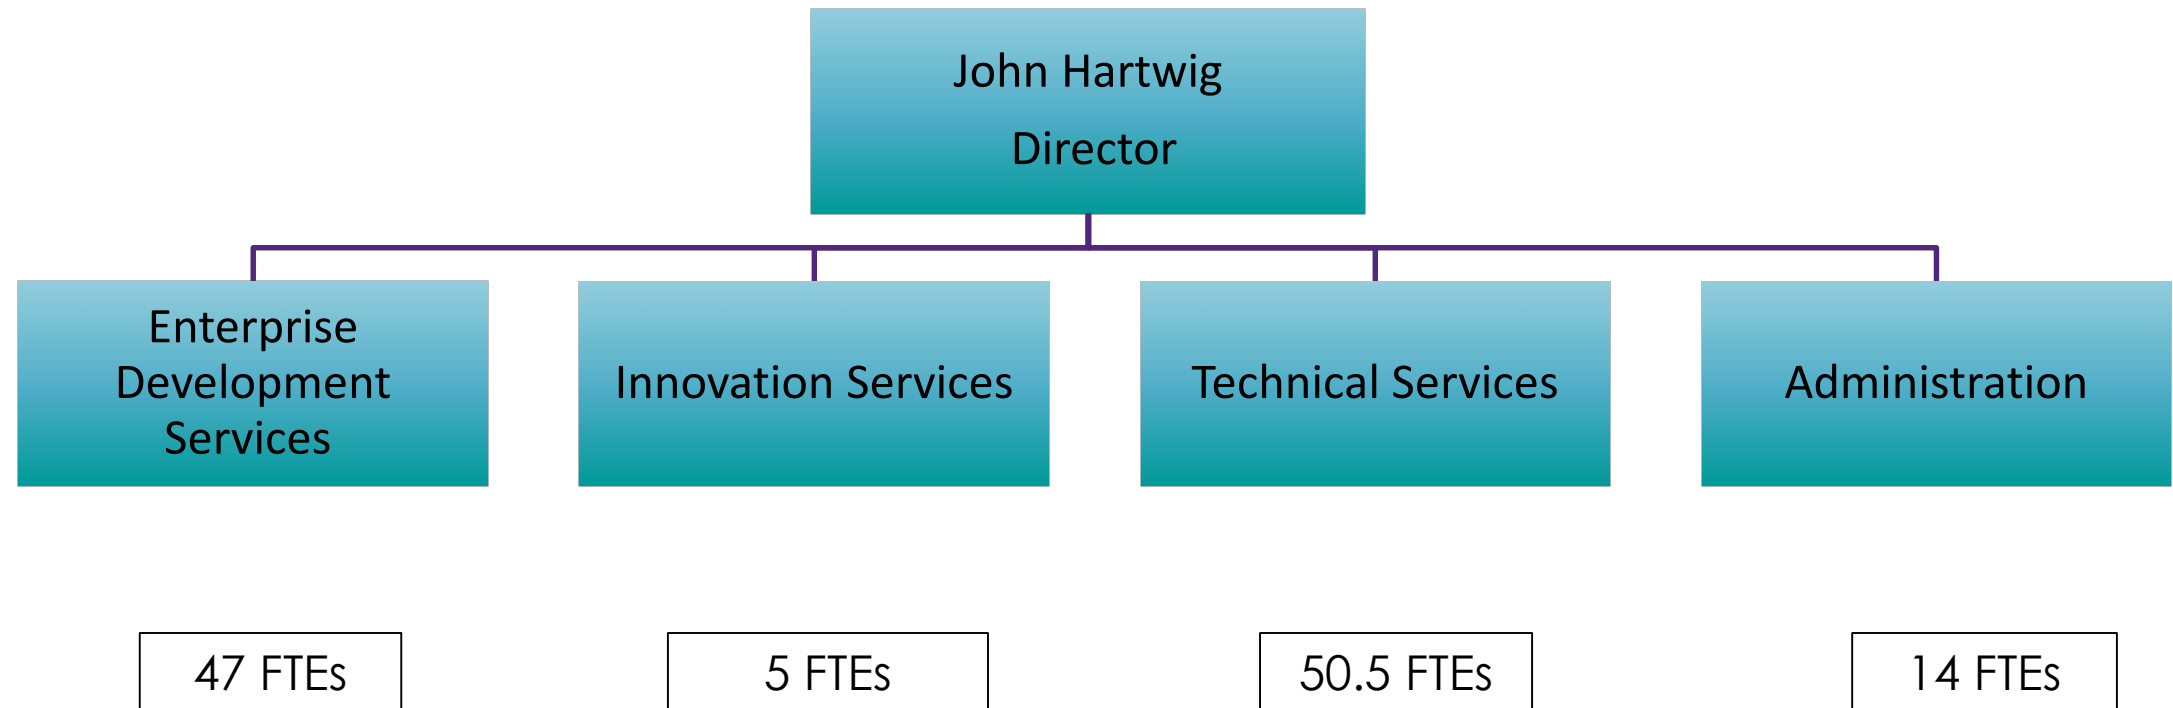 John Hartwig
Director
Enterprise
Development
Services
Innovation Services
Technical Services
Administration
47 FTEs
5 FTEs
50.5 FTEs
14 FTEs